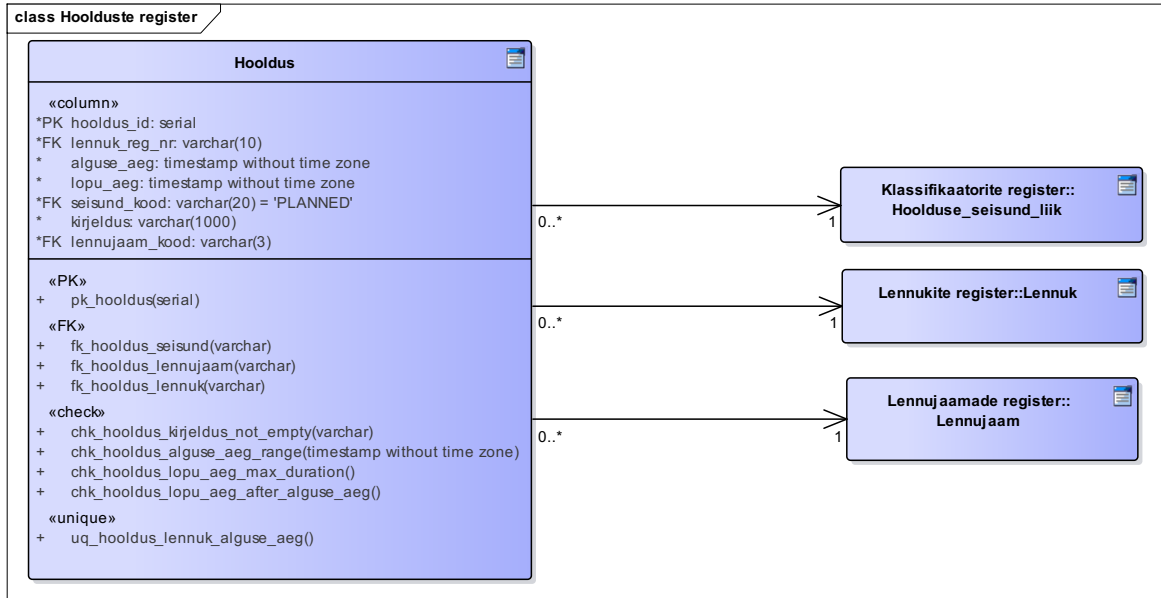 class Hoolduste register
Hooldus
«column»
*PK hooldus_id: serial
*FK lennuk_reg_nr: varchar(10)
* alguse_aeg: timestamp without time zone
* lopu_aeg: timestamp without time zone
*FK seisund_kood: varchar(20) = 'PLANNED'
* kirjeldus: varchar(1000)
*FK lennujaam_kood: varchar(3)
«PK»
+ pk_hooldus(serial)
«FK»
+ fk_hooldus_seisund(varchar)
+ fk_hooldus_lennujaam(varchar)
+ fk_hooldus_lennuk(varchar)
«check»
+ chk_hooldus_kirjeldus_not_empty(varchar)
+ chk_hooldus_alguse_aeg_range(timestamp without time zone)
+ chk_hooldus_lopu_aeg_max_duration()
+ chk_hooldus_lopu_aeg_after_alguse_aeg()
«unique»
+ uq_hooldus_lennuk_alguse_aeg()
0..*
1
Klassifikaatorite register::
Hoolduse_seisund_liik
0..*
1
Lennukite register::Lennuk
0..*
1
Lennujaamade register::
Lennujaam